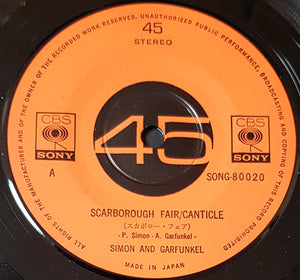 45
STEREO
CBS
SONY
45
CBS
SONY
A
SONG-80020
SCARBOROUGH FAIR/CANTICLE
(スカボロー・フェア)
- P. Simon - A. Garfunkel -
SIMON AND GARFUNKEL
MADE IN JAPAN
ALL RIGHTS OF THE MANUFACTURER AND OF THE OWNER OF THE RECORDED WORK RESERVED. UNAUTHORIZED PUBLIC PERFORMANCE, BROADCASTING AND COPYING OF THIS RECORD PROHIBITED